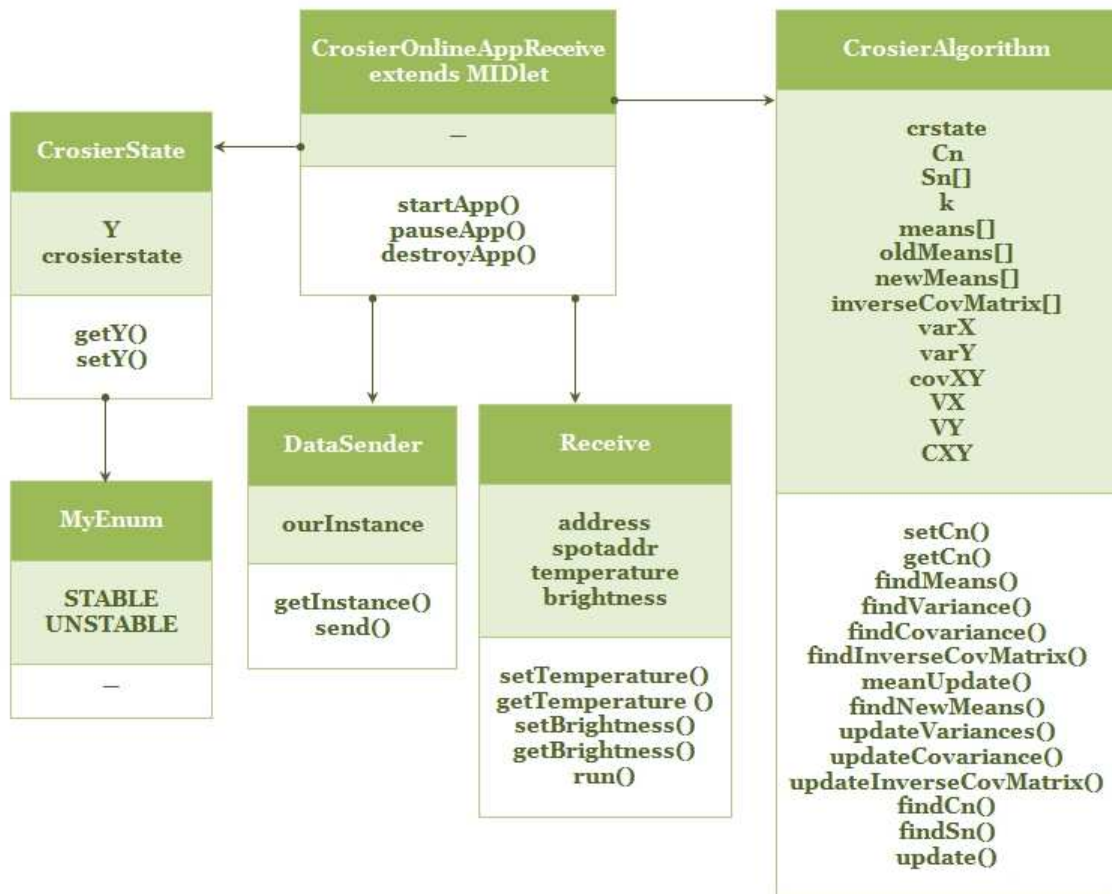 CrosierOnlineAppReceive
extends MIDlet
—
startApp()
pauseApp()
destroyApp()
CrosierState
Y
crosierstate
getY()
setY()
MyEnum
STABLE
UNSTABLE
—
DataSender
ourInstance
getInstance()
send()
Receive
address
spotaddr
temperature
brightness
setTemperature()
getTemperature ()
setBrightness()
getBrightness()
run()
CrosierAlgorithm
crstate
Cn
Sn[]
k
means[]
oldMeans[]
newMeans[]
inverseCovMatrix[]
varX
varY
covXY
VX
VY
CXY
setCn()
getCn()
findMeans()
findVariance()
findCovariance()
findInverseCovMatrix()
meanUpdate()
findNewMeans()
updateVariances()
updateCovariance()
updateInverseCovMatrix()
findCn()
findSn()
update()